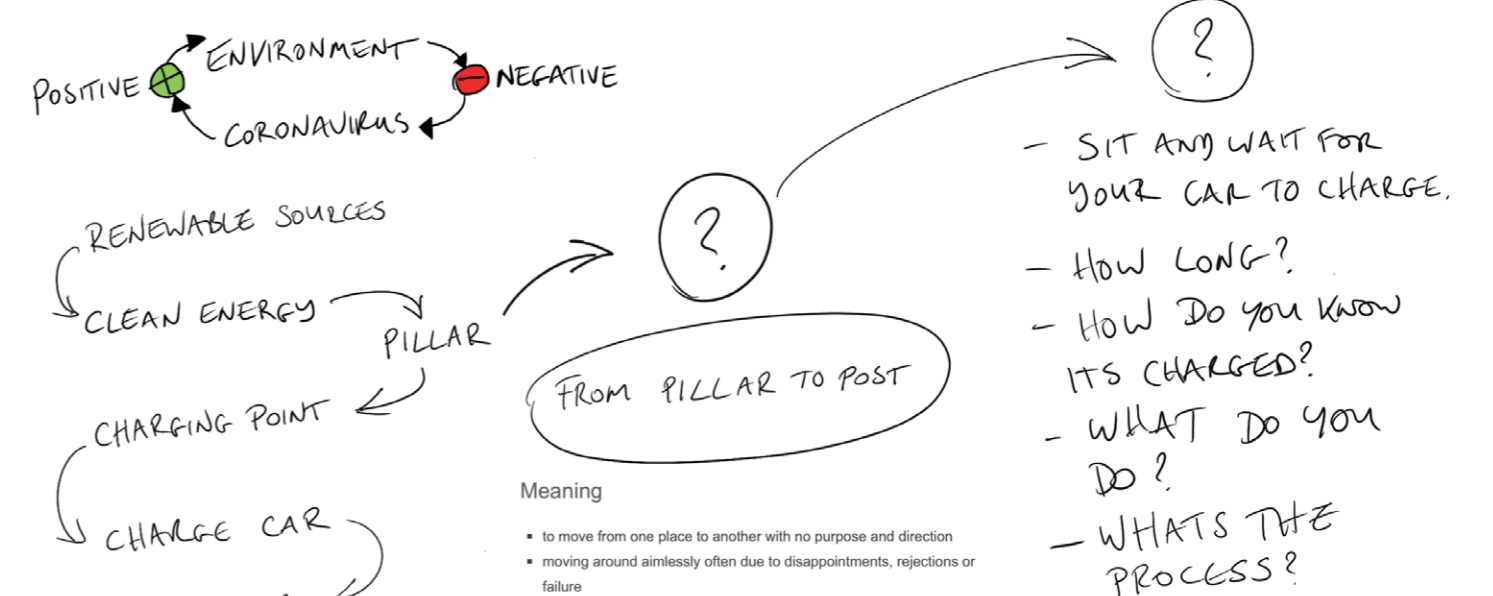 POSITIVE
ENVIRONMENT
NEGATIVE
CORONAVIRUS
RENEWABLE SOURCES
CLEAN ENERGY
PILLAR
CHARGING POINT
CHARGE CAR
?
FROM PILLAR TO POST
Meaning
▪ to move from one place to another with no purpose and direction
▪ moving around aimlessly often due to disappointments, rejections or
failure
?
- SIT AND WAIT FOR
YOUR CAR TO CHARGE.
- HOW LONG?
- HOW DO YOU KNOW
ITS CHARGED?
- WHAT DO YOU
DO?
- WHATS THE
PROCESS?